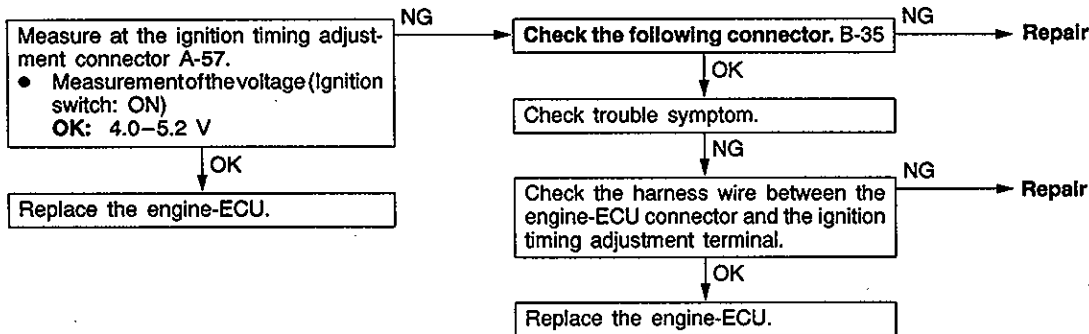 Measure at the ignition timing adjust-
ment connector A-57.
● Measurementofthevoltage(Ignition
switch: ON)
OK: 4.0–5.2 V
OK
Replace the engine-ECU.
NG
Check the following connector. B-35
NG
Repair
OK
Check trouble symptom.
NG
Check the harness wire between the
engine-ECU connector and the ignition
timing adjustment terminal.
NG
Repair
OK
Replace the engine-ECU.